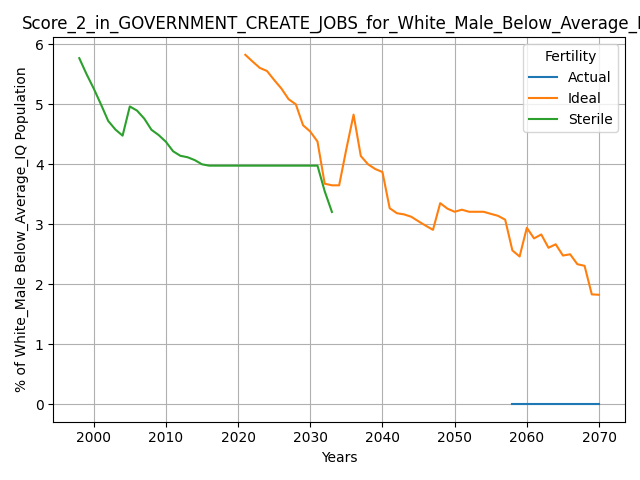 Score_2_in_GOVERNMENT_CREATE_JOBS_for_White_Male_Below_Average_I
6
5
4
3
2
1
0
% of White_Male Below_Average_IQ Population
Fertility
Actual
Ideal
Sterile
2000 2010 2020 2030 2040 2050 2060 2070
Years